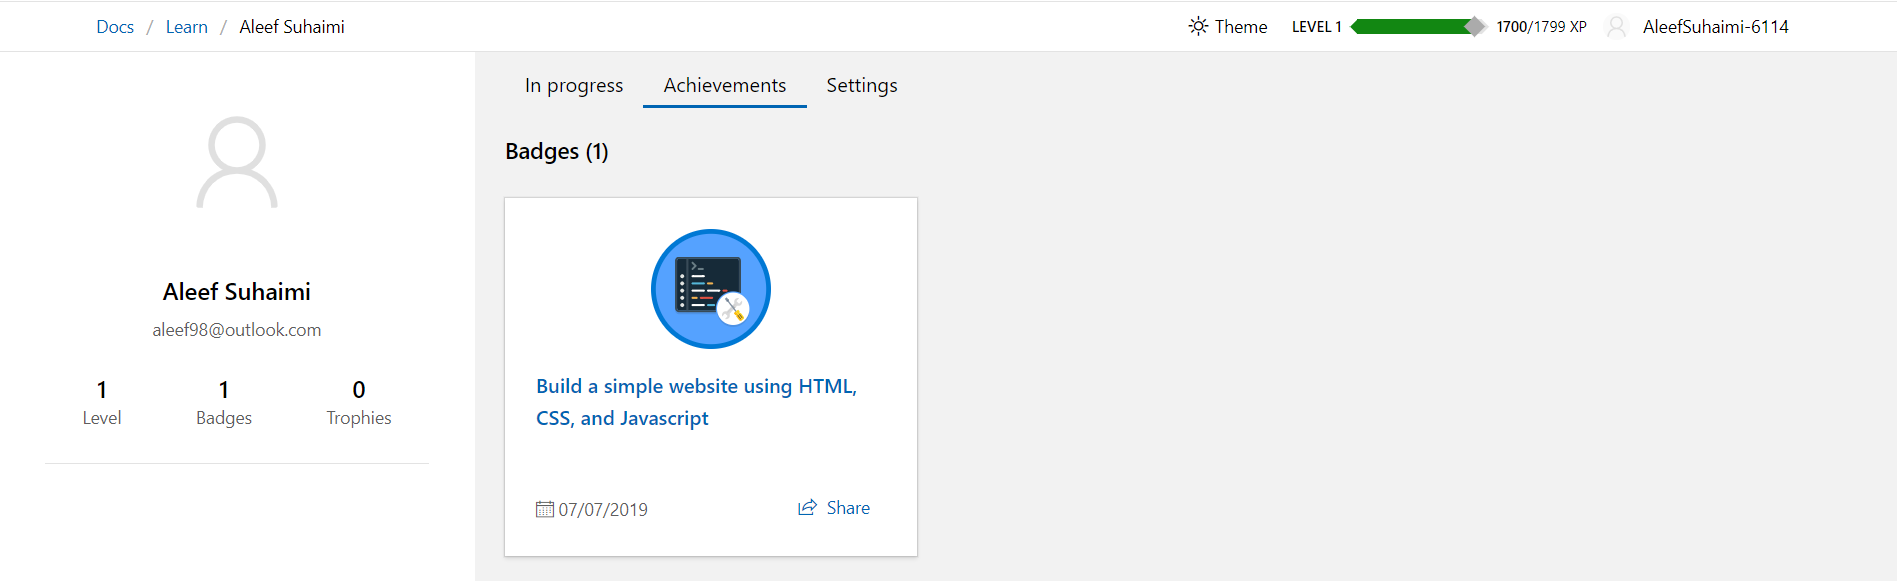 Docs / Learn / Aleef Suhaimi
Theme LEVEL 1 1700/1799 XP AleefSuhaimi-6114
In progress Achievements Settings
Aleef Suhaimi
aleef98@outlook.com
1 1 0
Level Badges Trophies
Badges (1)
Build a simple website using HTML,
CSS, and Javascript
07/07/2019 Share